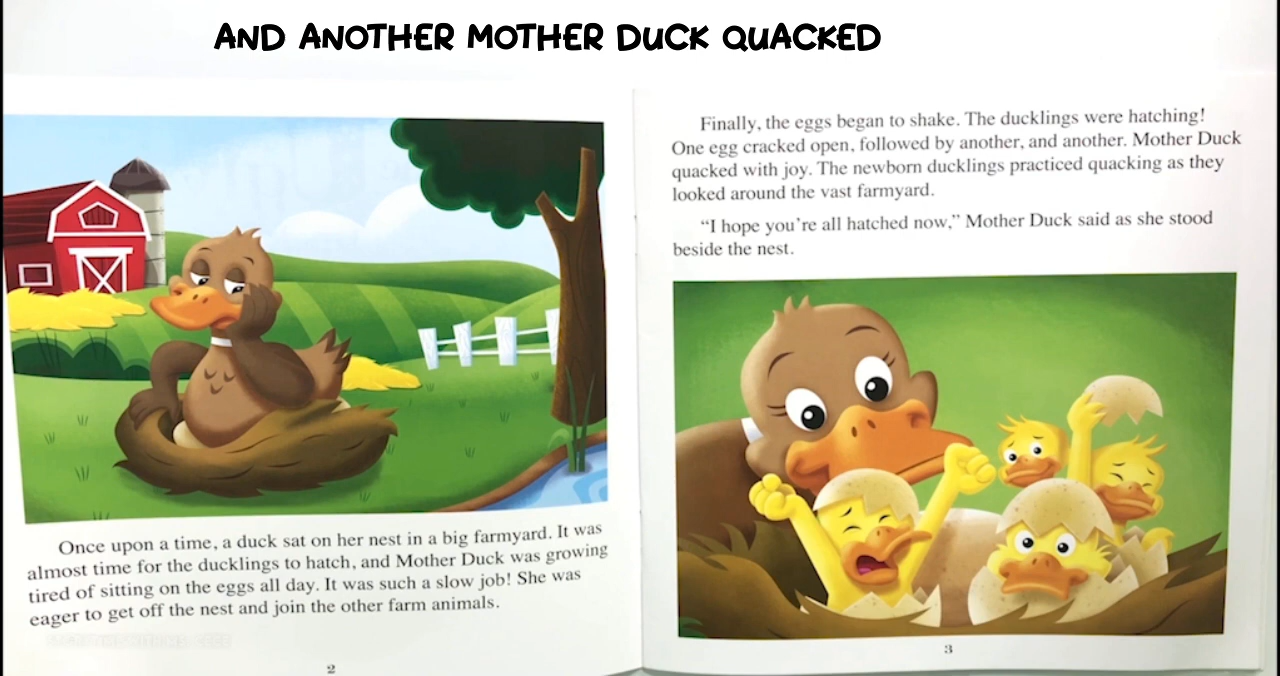 AND ANOTHER MOTHER DUCK QUACKED
Once upon a time, a duck sat on her nest in a big farmyard. It was
almost time for the ducklings to hatch, and Mother Duck was growing
tired of sitting on the eggs all day. It was such a slow job! She was
eager to get off the nest and join the other farm animals.
2
Finally, the eggs began to shake. The ducklings were hatching!
One egg cracked open, followed by another, and another. Mother Duck
quacked with joy. The newborn ducklings practiced quacking as they
looked around the vast farmyard.
“I hope you’re all hatched now,” Mother Duck said as she stood
beside the nest.
3